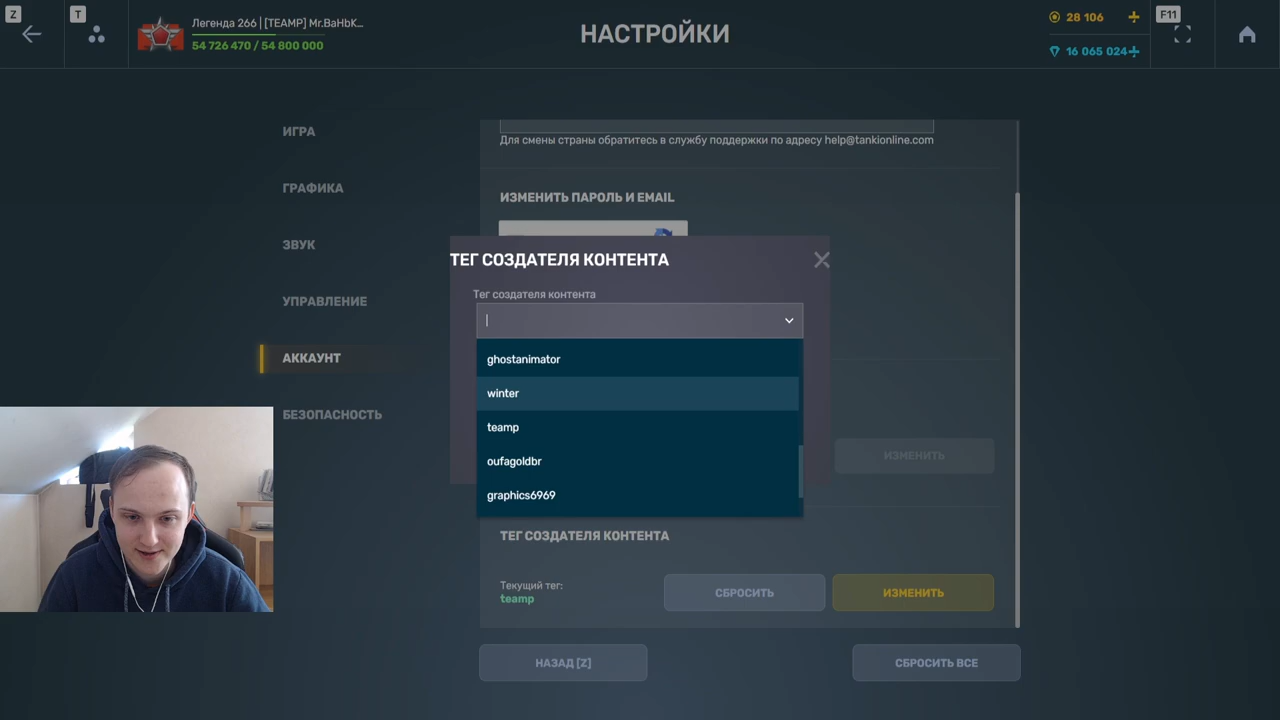 Z
T
Легенда 266 | [TEAMP] Mr.BaHbK...
54 726 470 / 54 800 000
НАСТРОЙКИ
28 106
16 065 024
F11
ИГРА
ГРАФИКА
ЗВУК
УПРАВЛЕНИЕ
АККАУНТ
БЕЗОПАСНОСТЬ
Для смены страны обратитесь в службу поддержки по адресу help@tankionline.com
ИЗМЕНИТЬ ПАРОЛЬ И EMAIL
ТЕГ СОЗДАТЕЛЯ КОНТЕНТА
Тег создателя контента
ghostanimator
winter
teamp
oufagoldbr
graphics6969
ИЗМЕНИТЬ
ТЕГ СОЗДАТЕЛЯ КОНТЕНТА
Текущий тег:
teamp
СБРОСИТЬ
ИЗМЕНИТЬ
НАЗАД [Z]
СБРОСИТЬ ВСЕ